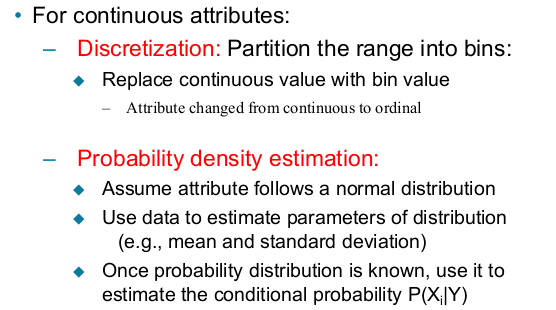 • For continuous attributes:
– Discretization: Partition the range into bins:
◆ Replace continuous value with bin value
– Attribute changed from continuous to ordinal
– Probability density estimation:
◆ Assume attribute follows a normal distribution
◆ Use data to estimate parameters of distribution
(e.g., mean and standard deviation)
◆ Once probability distribution is known, use it to
estimate the conditional probability P(Xi|Y)